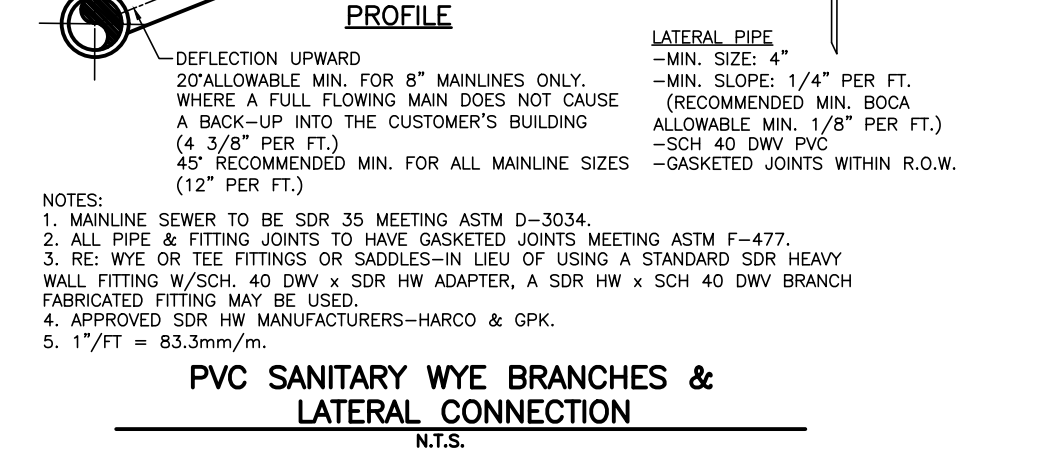 PROFILE
DEFLECTION UPWARD
20°ALLOWABLE MIN. FOR 8" MAINLINES ONLY.
WHERE A FULL FLOWING MAIN DOES NOT CAUSE
A BACK-UP INTO THE CUSTOMER'S BUILDING
(4 3/8" PER FT.)
45° RECOMMENDED MIN. FOR ALL MAINLINE SIZES
(12" PER FT.)
LATERAL PIPE
-MIN. SIZE: 4"
-MIN. SLOPE: 1/4" PER FT.
(RECOMMENDED MIN. BOCA
ALLOWABLE MIN. 1/8" PER FT.)
-SCH 40 DWV PVC
-GASKETED JOINTS WITHIN R.O.W.
NOTES:
1. MAINLINE SEWER TO BE SDR 35 MEETING ASTM D-3034.
2. ALL PIPE & FITTING JOINTS TO HAVE GASKETED JOINTS MEETING ASTM F-477.
3. RE: WYE OR TEE FITTINGS OR SADDLES-IN LIEU OF USING A STANDARD SDR HEAVY
WALL FITTING W/SCH. 40 DWV x SDR HW ADAPTER, A SDR HW x SCH 40 DWV BRANCH
FABRICATED FITTING MAY BE USED.
4. APPROVED SDR HW MANUFACTURERS-HARCO & GPK.
5. 1"/FT = 83.3mm/m.
PVC SANITARY WYE BRANCHES &
LATERAL CONNECTION
N.T.S.